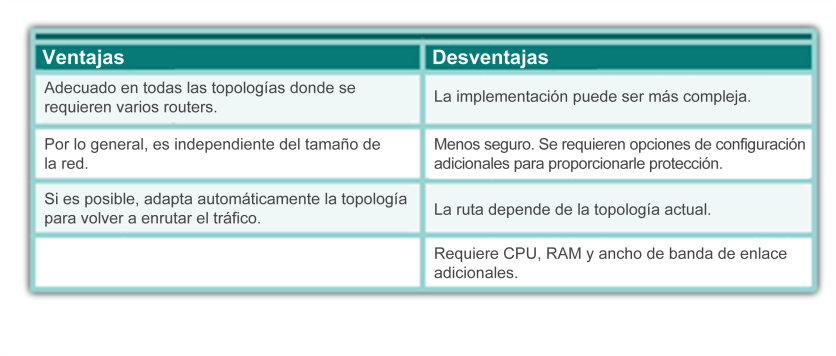 Ventajas
Desventajas
Adecuado en todas las topologías donde se
requieren varios routers.
La implementación puede ser más compleja.
Por lo general, es independiente del tamaño de
la red.
Menos seguro. Se requieren opciones de configuración
adicionales para proporcionarle protección.
Si es posible, adapta automáticamente la topología
para volver a enrutar el tráfico.
La ruta depende de la topología actual.
Requiere CPU, RAM y ancho de banda de enlace
adicionales.